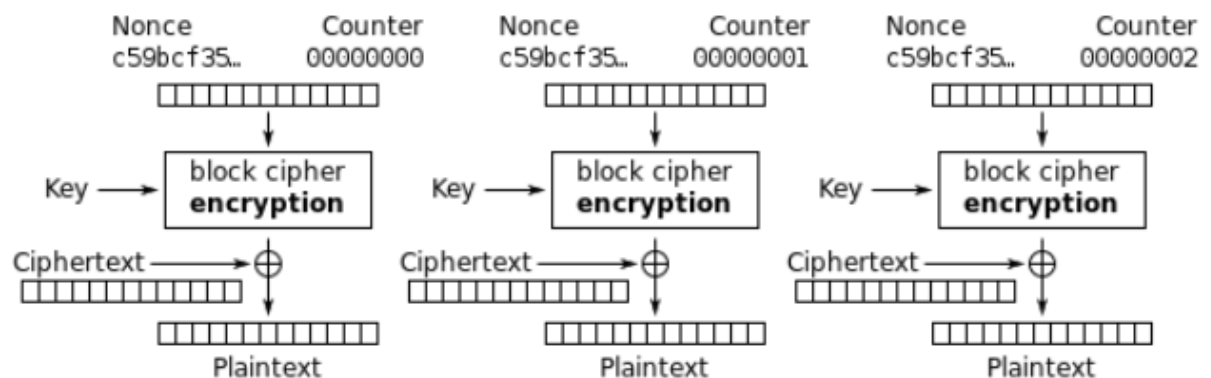 Nonce Counter Nonce Counter Nonce Counter
c59bcf35… 00000000 c59bcf35… 00000001 c59bcf35… 00000002
block cipher block cipher block cipher
Key Key Key
encryption encryption encryption
Ciphertext Ciphertext Ciphertext
Plaintext Plaintext Plaintext